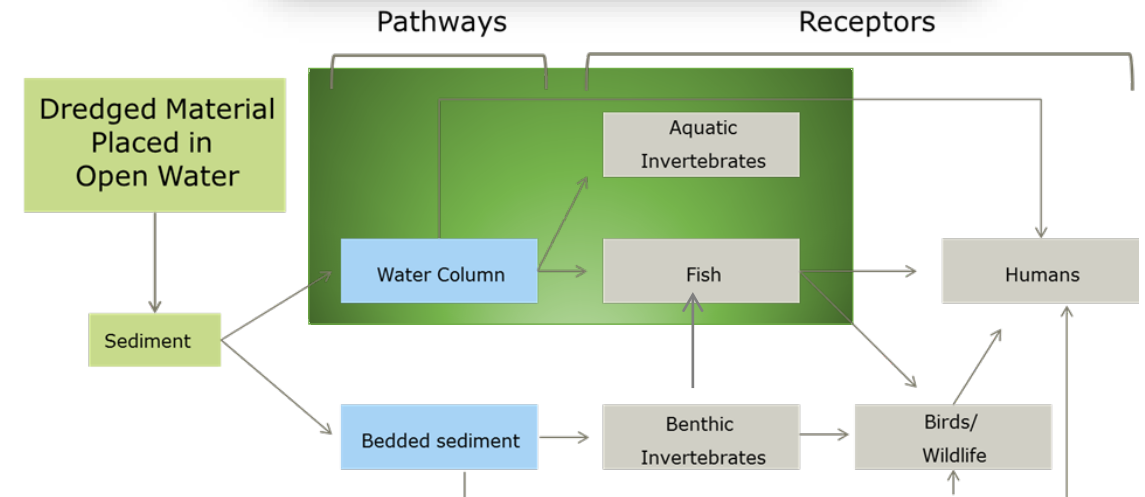 Pathways
Receptors
Dredged Material
Placed in
Open Water
Aquatic
Invertebrates
Water Column
Fish
Humans
Sediment
Bedded sediment
Benthic
Invertebrates
Birds/
Wildlife